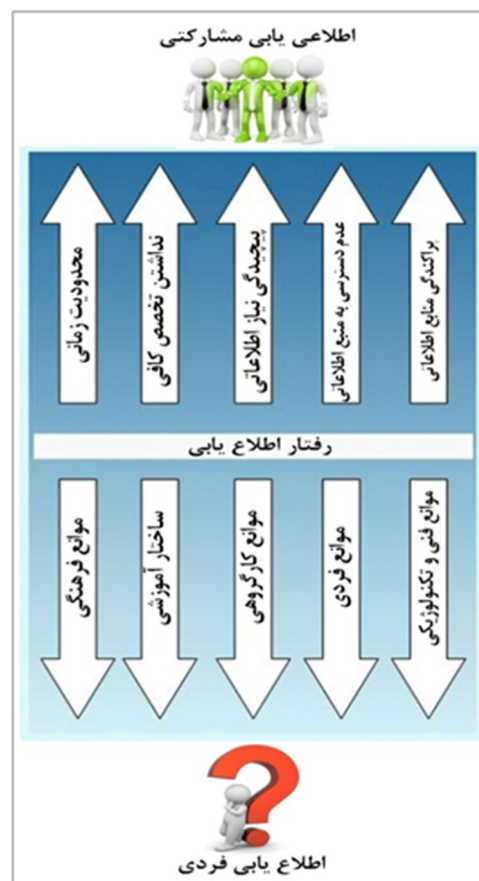 اطلاعی یابی مشارکتی
پراکندگی منابع اطلاعاتی
عدم دسترسی به منبع اطلاعاتی
پیچیدگی نیاز اطلاعاتی
نداشتن تخصص کافی
محدودیت زمانی
رفتار اطلاع یابی
موانع فنی و تکنولوژیکی
موانع فردی
موانع کارگروهی
ساختار آموزشی
موانع فرهنگی
اطلاع یابی فردی